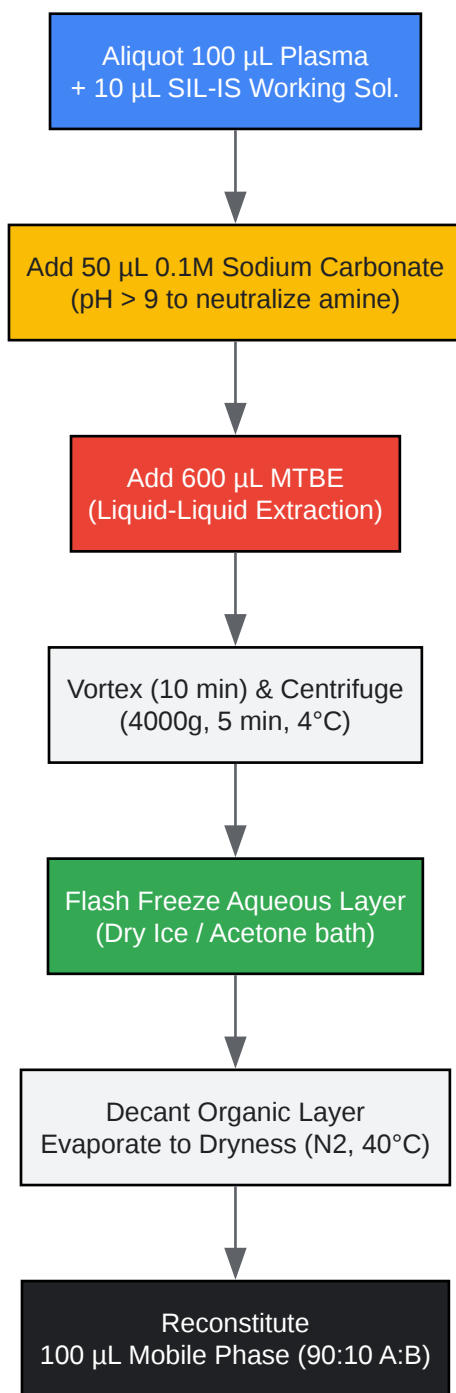 Aliquot 100 µL Plasma
+ 10 µL SIL-IS Working Sol.
Add 50 µL 0.1M Sodium Carbonate
(pH > 9 to neutralize amine)
Add 600 µL MTBE
(Liquid-Liquid Extraction)
Vortex (10 min) & Centrifuge
(4000g, 5 min, 4°C)
Flash Freeze Aqueous Layer
(Dry Ice / Acetone bath)
Decant Organic Layer
Evaporate to Dryness (N2, 40°C)
Reconstitute
100 µL Mobile Phase (90:10 A:B)